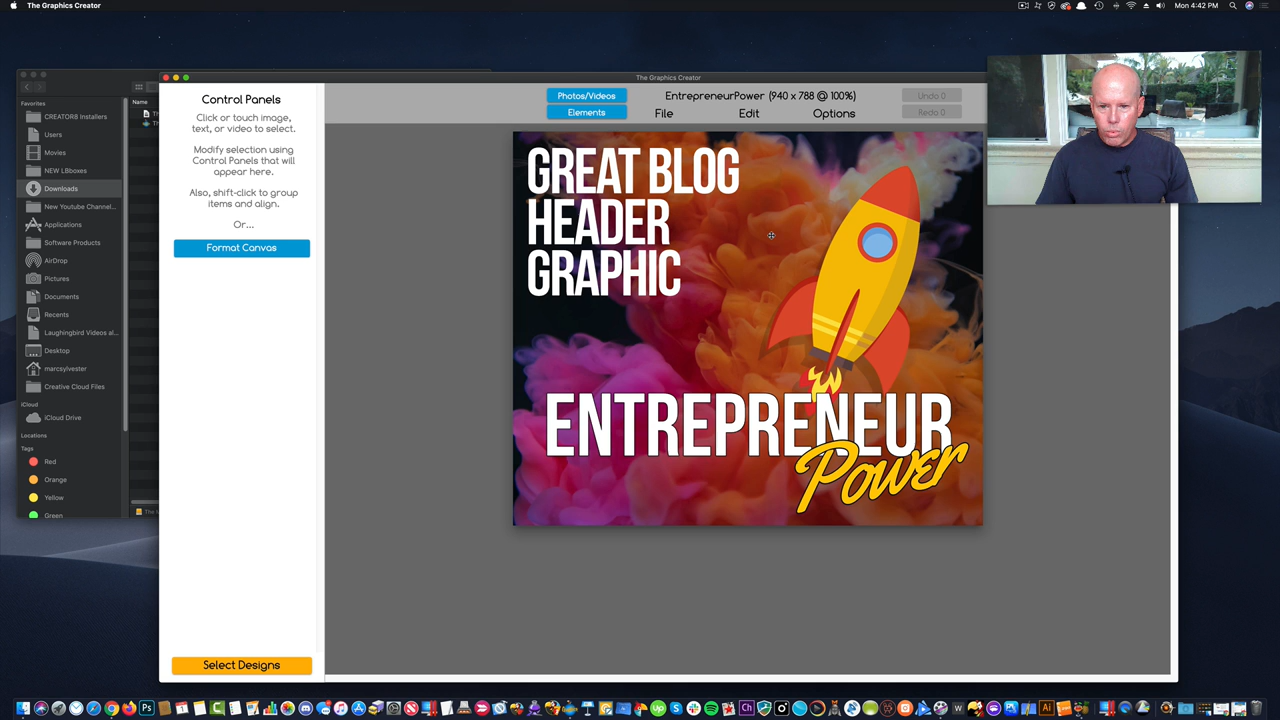 The Graphics Creator
Mon 4:42 PM
The Graphics Creator
Favorites
CREATOR8 Installers
Users
Movies
NEW LBboxes
Downloads
New Youtube Channel...
Applications
Software Products
AirDrop
Pictures
Documents
Recents
Laughingbird Videos al...
Desktop
marcsylvester
Creative Cloud Files
iCloud
iCloud Drive
Locations
Tags
Red
Orange
Yellow
Green
Name
Control Panels
Click or touch image,
text, or video to select.
Modify selection using
Control Panels that will
appear here.
Also, shift-click to group
items and align.
Or...
Format Canvas
Select Designs
Photos/Videos
Elements
EntrepreneurPower (940 x 788 @ 100%)
File
Edit
Options
Undo 0
Redo 0
GREAT BLOG
HEADER
GRAPHIC
ENTREPRENEUR
Power